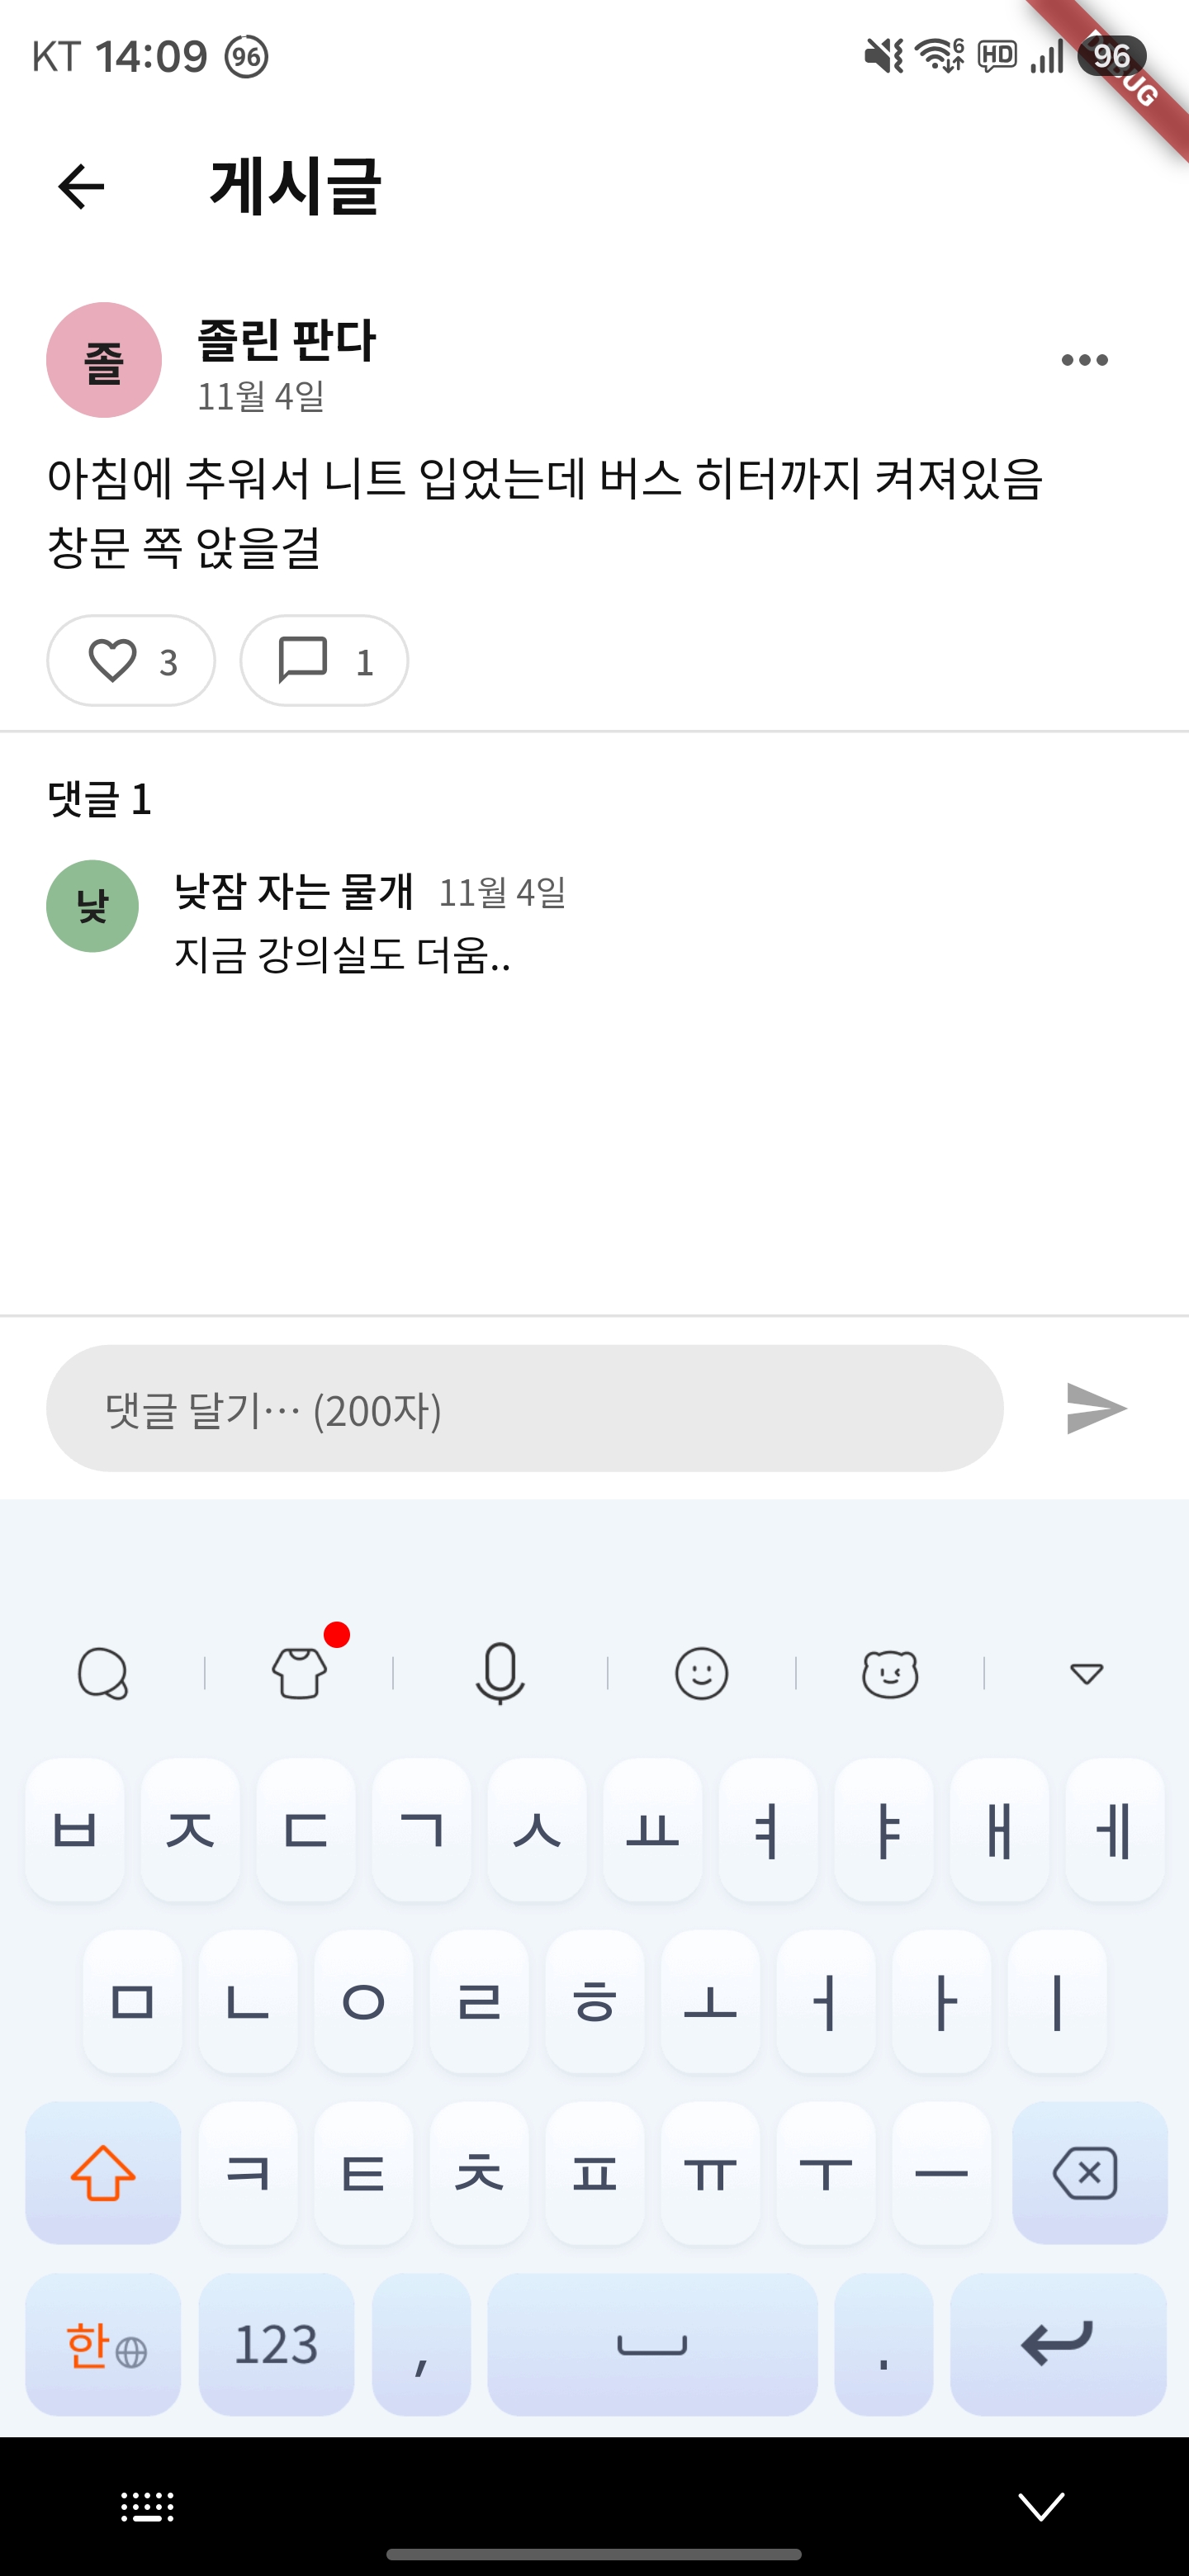 KT 14:09 96
6 HD 96
게시글
졸
졸린 판다
11월 4일
아침에 추워서 니트 입었는데 버스 히터까지 켜져있음
창문 쪽 앉을걸
3 1
댓글 1
낮
낮잠 자는 물개 11월 4일
지금 강의실도 더움..
댓글 달기… (200자)
ㅂ ㅈ ㄷ ㄱ ㅅ ㅛ ㅕ ㅑ ㅐ ㅔ
ㅁ ㄴ ㅇ ㄹ ㅎ ㅗ ㅓ ㅏ ㅣ
ㅋ ㅌ ㅊ ㅍ ㅠ ㅜ ㅡ
한 123 , .